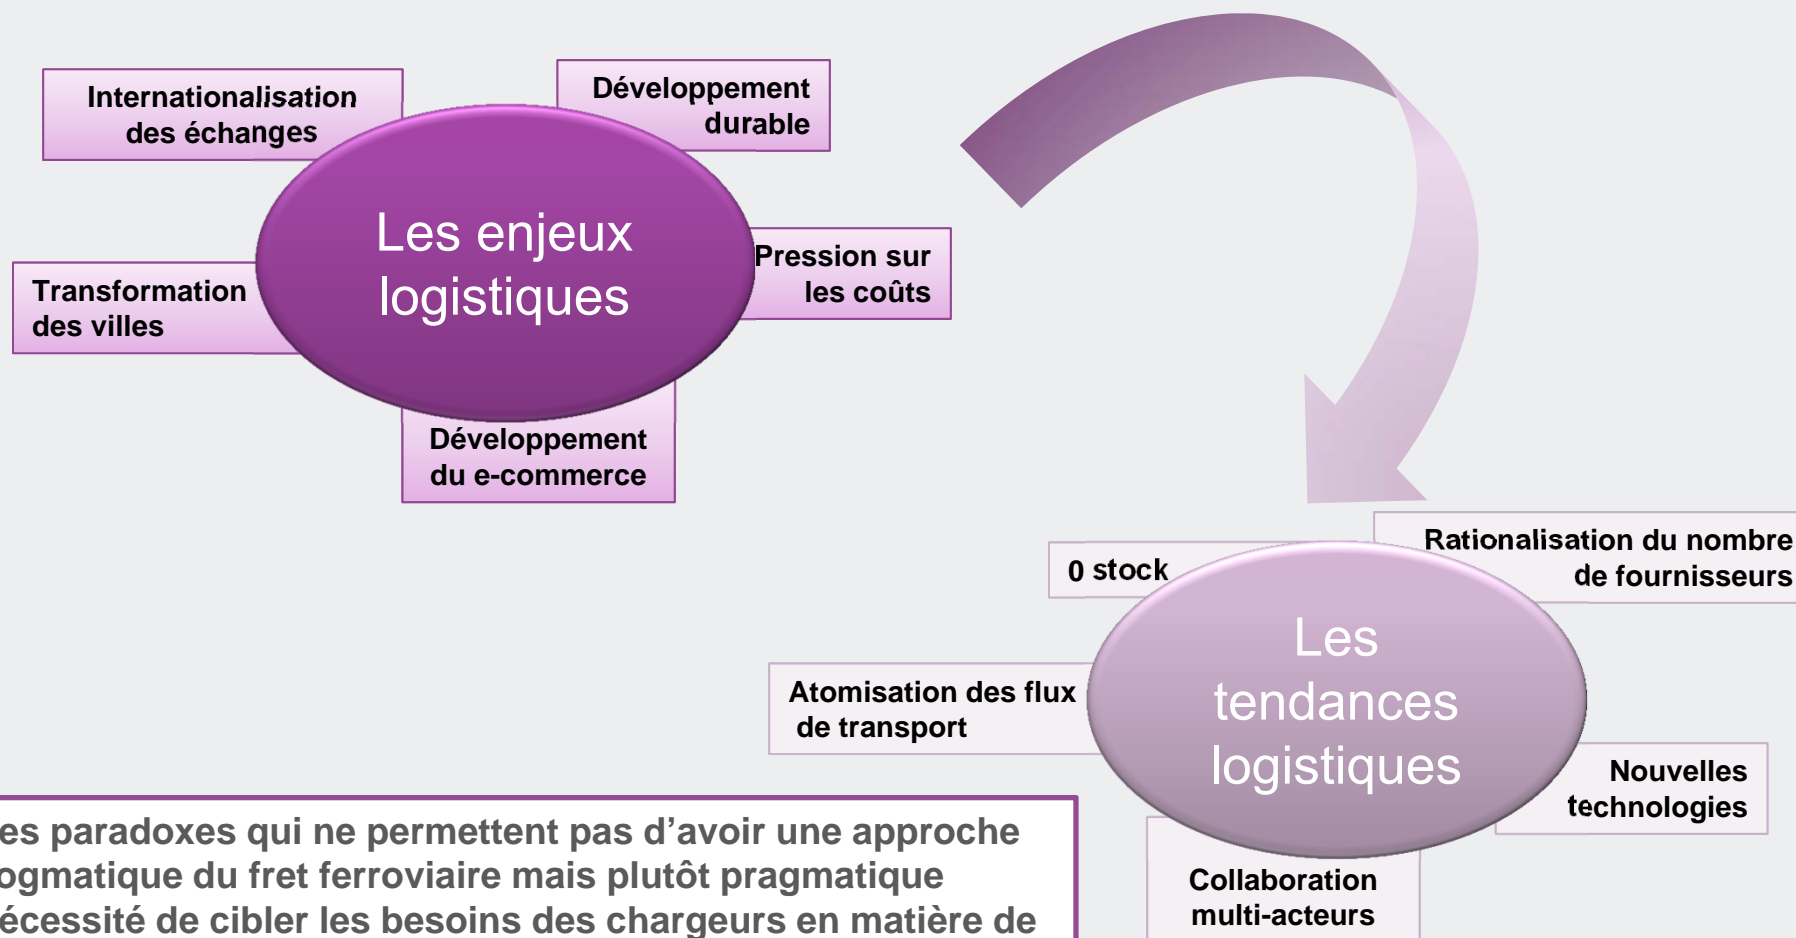 Internationalisation
des échanges
Développement
durable
Les enjeux
logistiques
Pression sur
les coûts
Transformation
des villes
Développement
du e-commerce
0 stock
Rationalisation du nombre
de fournisseurs
Les
tendances
logistiques
Atomisation des flux
de transport
Nouvelles
technologies
Collaboration
multi-acteurs
es paradoxes qui ne permettent pas d’avoir une approche
ogmatique du fret ferroviaire mais plutôt pragmatique
écessité de cibler les besoins des chargeurs en matière de